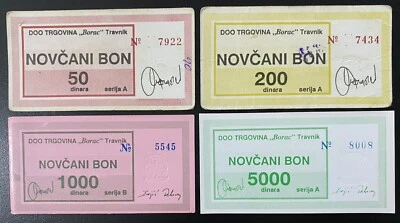 DOO TRGOVINA „Borac" Travnik
№ 7922
NOVČANI BON
50
dinara serija A
DOO TRGOVINA „Borac" Travnik
№ 7434
NOVČANI BON
200
dinara serija A
DOO TRGOVINA „Borac" Travnik
№ 5545
NOVČANI BON
1000
dinara serija B
DOO TRGOVINA „Borac" Travnik
№ 8008
NOVČANI BON
5000
dinara serija A